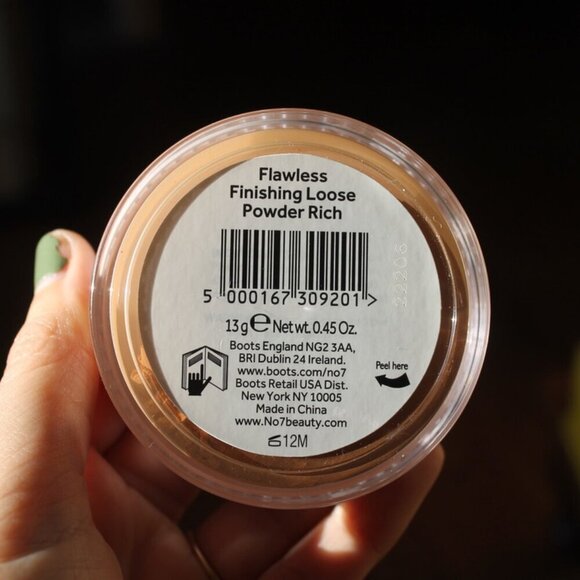 Flawless
Finishing Loose
Powder Rich
5 000167 309201 >
22206
13g ℮ Net wt. 0.45 Oz.
Boots England NG2 3AA,
BRI Dublin 24 Ireland.
www.boots.com/no7
Boots Retail USA Dist.
New York NY 10005
Made in China
www.No7beauty.com
Peel here
12M